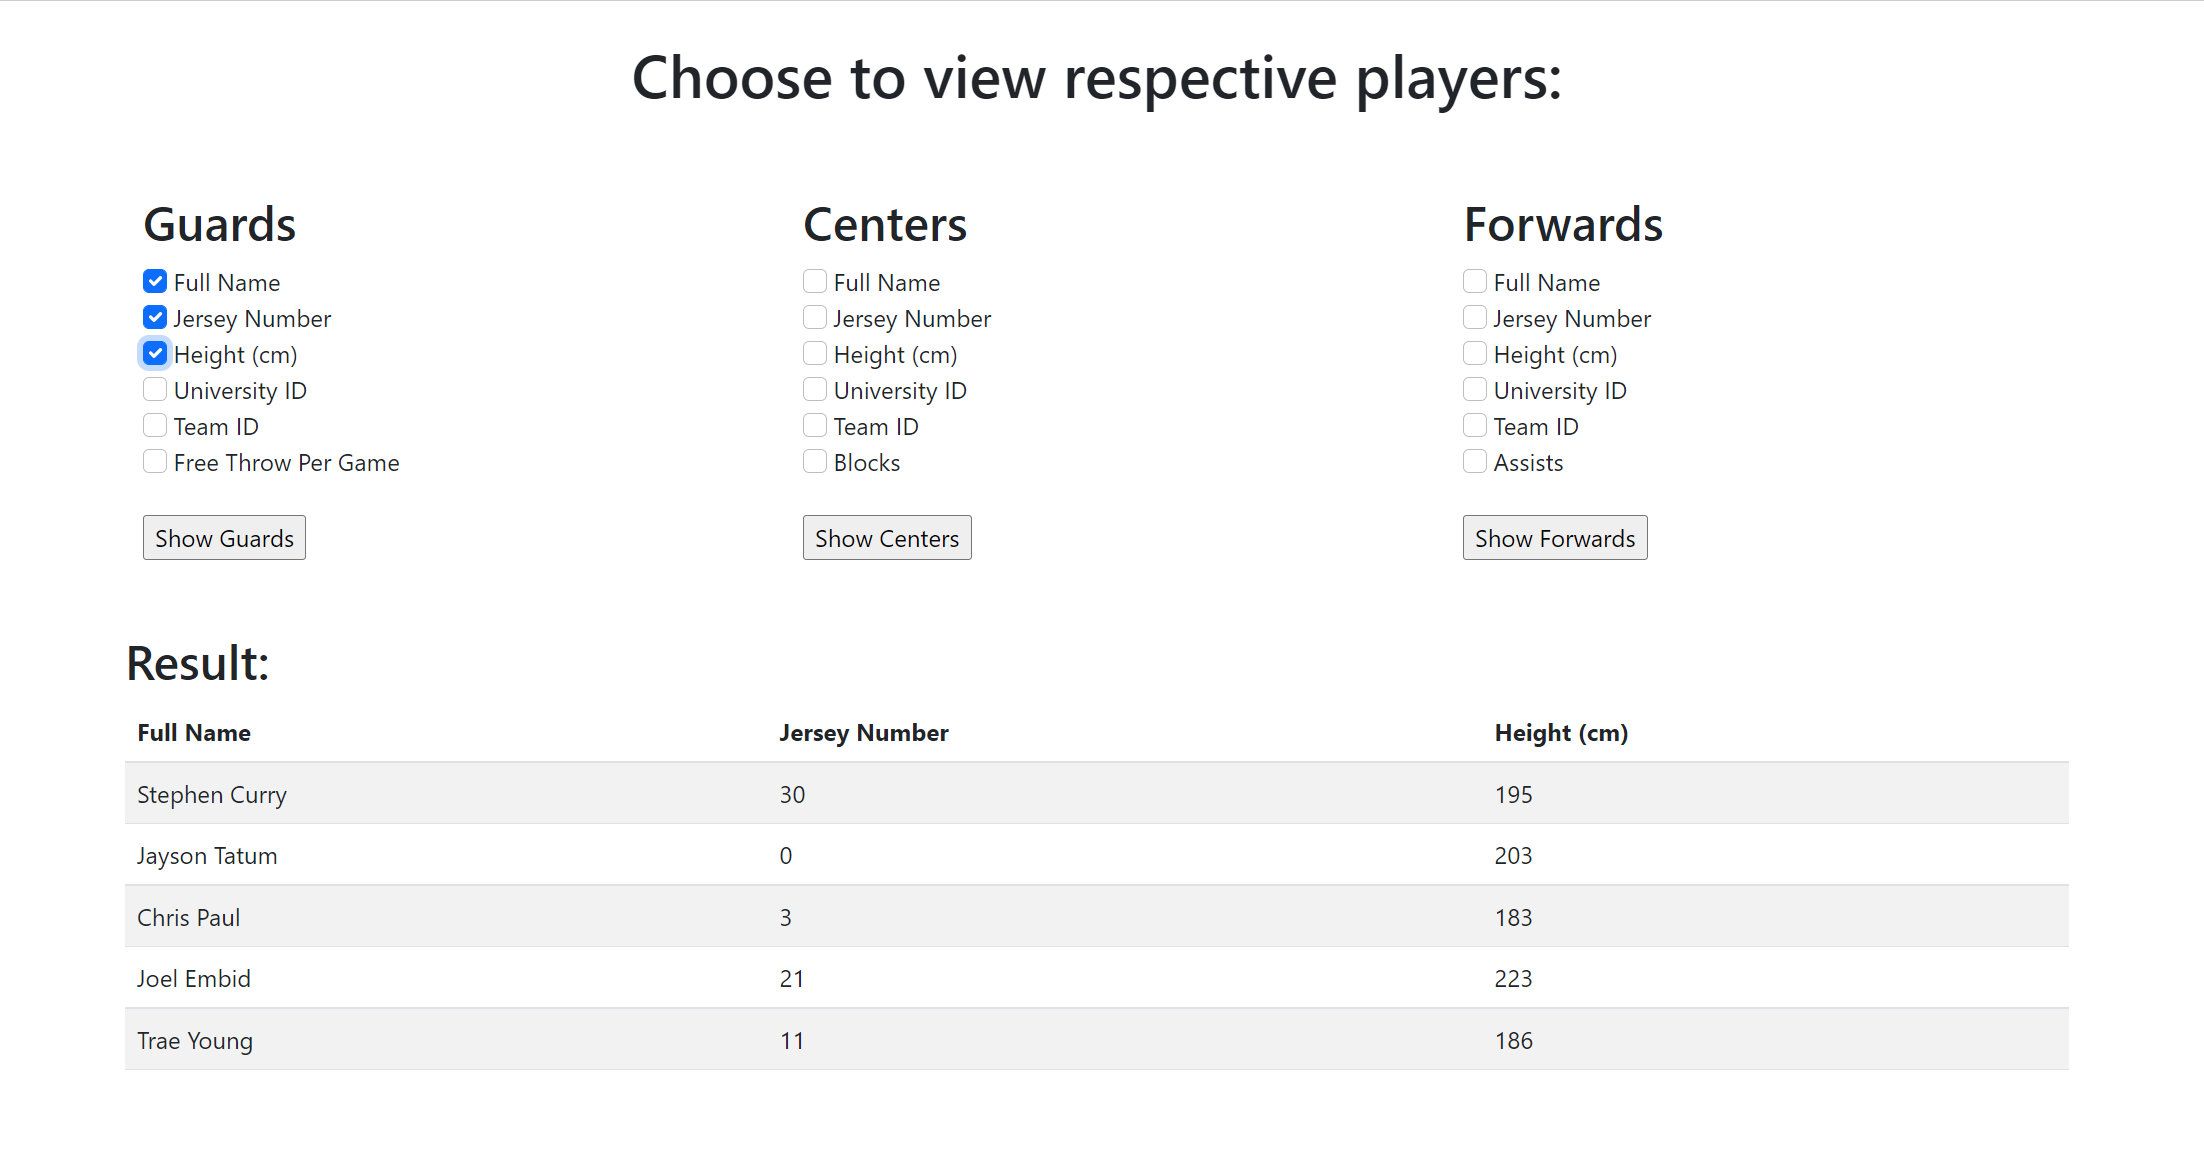 Choose to view respective players:
Guards
Full Name
Jersey Number
Height (cm)
University ID
Team ID
Free Throw Per Game
Show Guards
Centers
Full Name
Jersey Number
Height (cm)
University ID
Team ID
Blocks
Show Centers
Forwards
Full Name
Jersey Number
Height (cm)
University ID
Team ID
Assists
Show Forwards
Result:
Full Name Jersey Number Height (cm)
Stephen Curry 30 195
Jayson Tatum 0 203
Chris Paul 3 183
Joel Embid 21 223
Trae Young 11 186